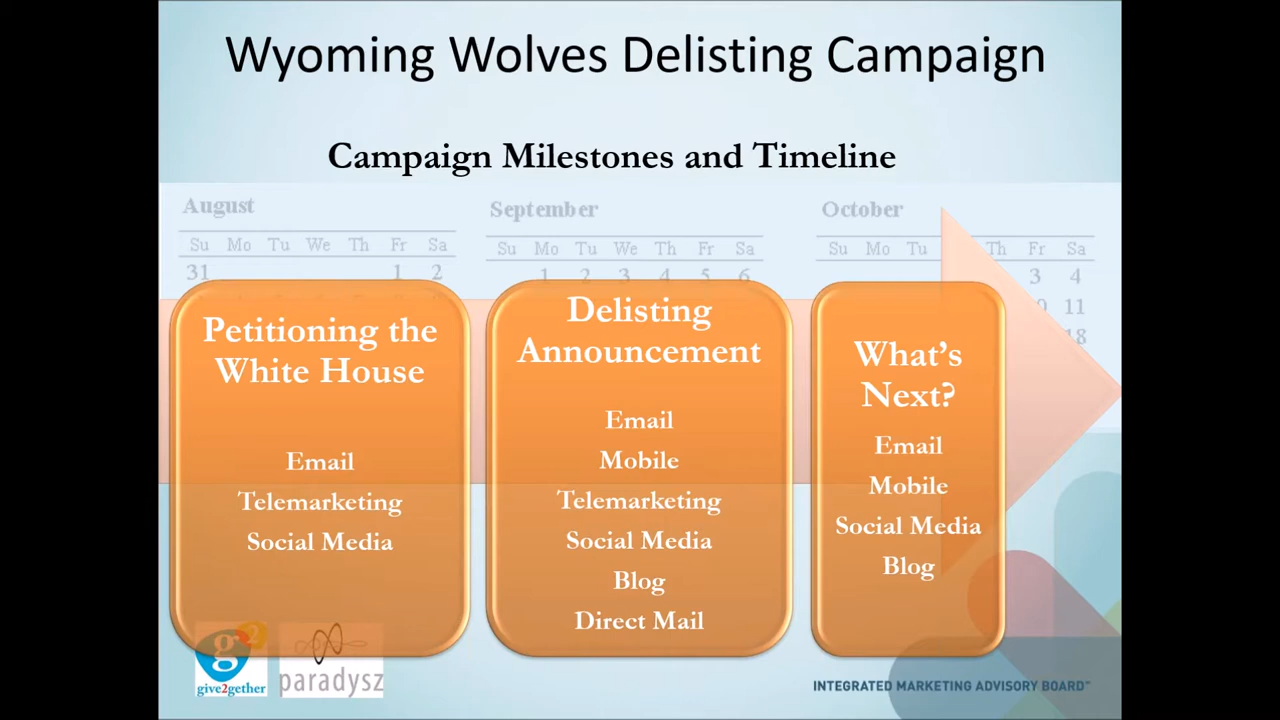 Wyoming Wolves Delisting Campaign
Campaign Milestones and Timeline
August
Su Mo Tu We Th Fr Sa
31 1 2
September
Su Mo Tu We Th Fr Sa
1 2 3 4 5 6
October
Su Mo Tu Th Fr Sa
3 4
11
18
Petitioning the
White House
Email
Telemarketing
Social Media
Delisting
Announcement
Email
Mobile
Telemarketing
Social Media
Blog
Direct Mail
What's
Next?
Email
Mobile
Social Media
Blog
g2
give2gether
paradysz
INTEGRATED MARKETING ADVISORY BOARD™